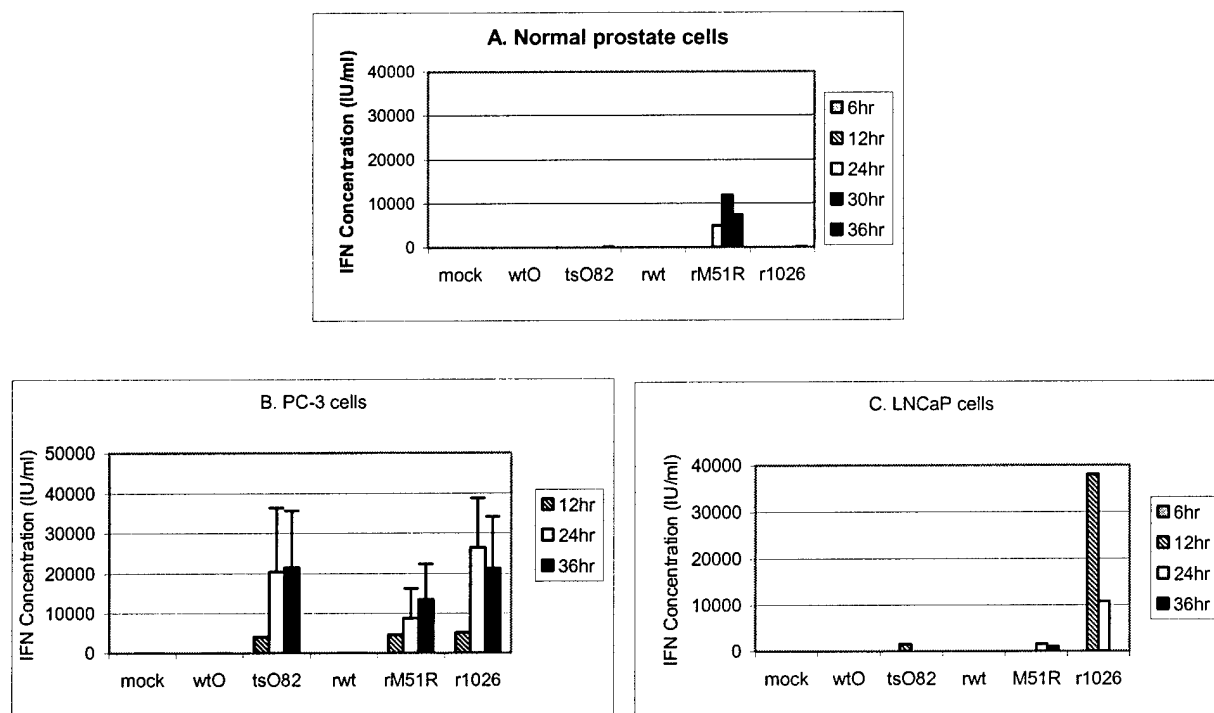 A. Normal prostate cells
IFN Concentration (IU/ml)
40000
30000
20000
10000
0
mock wtO tsO82 rwt rM51R r1026
6hr
12hr
24hr
30hr
36hr
B. PC-3 cells
IFN Concentration (IU/ml)
50000
40000
30000
20000
10000
0
mock wtO tsO82 rwt rM51R r1026
12hr
24hr
36hr
C. LNCaP cells
IFN Concentration (IU/ml)
40000
30000
20000
10000
0
mock wtO tsO82 rwt M51R r1026
6hr
12hr
24hr
36hr